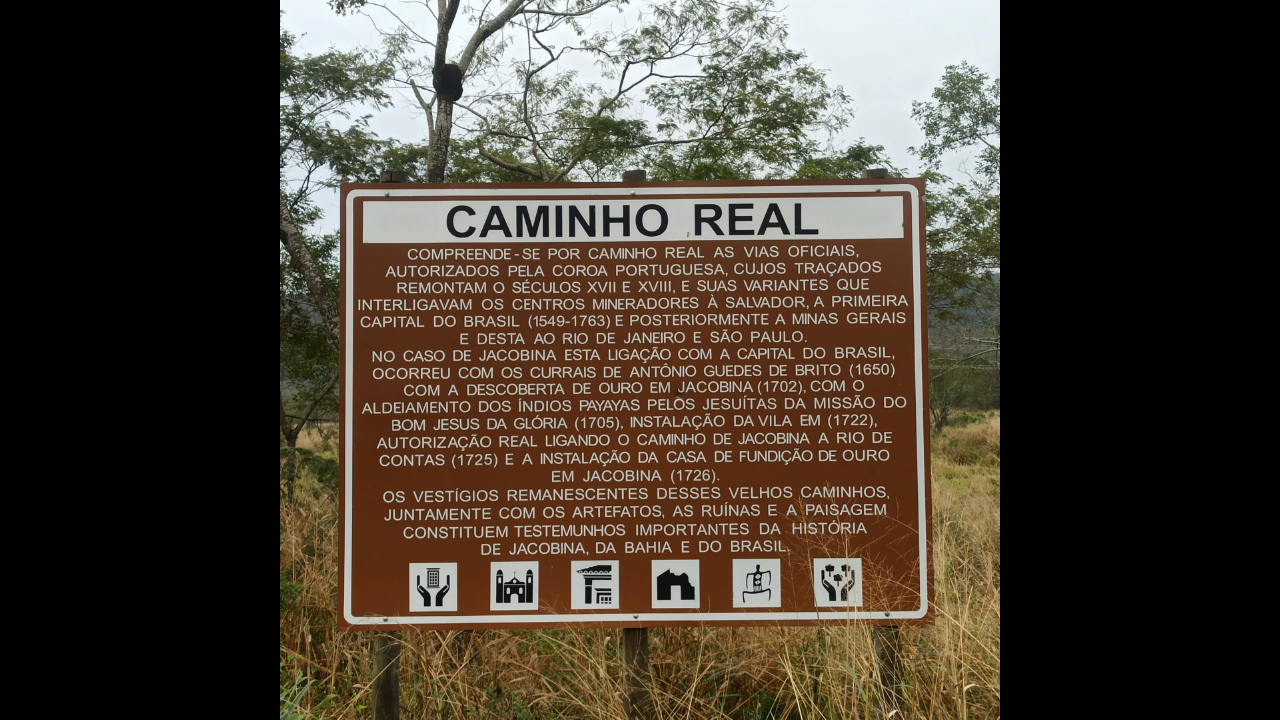 CAMINHO REAL
COMPREENDE-SE POR CAMINHO REAL AS VIAS OFICIAIS,
AUTORIZADOS PELA COROA PORTUGUESA, CUJOS TRAÇADOS
REMONTAM O SÉCULOS XVII E XVIII, E SUAS VARIANTES QUE
INTERLIGAVAM OS CENTROS MINERADORES À SALVADOR, A PRIMEIRA
CAPITAL DO BRASIL (1549-1763) E POSTERIORMENTE A MINAS GERAIS
E DESTA AO RIO DE JANEIRO E SÃO PAULO.
NO CASO DE JACOBINA ESTA LIGAÇÃO COM A CAPITAL DO BRASIL,
OCORREU COM OS CURRAIS DE ANTÔNIO GUEDES DE BRITO (1650)
COM A DESCOBERTA DE OURO EM JACOBINA (1702), COM O
ALDEIAMENTO DOS ÍNDIOS PAYAYAS PELOS JESUÍTAS DA MISSÃO DO
BOM JESUS DA GLÓRIA (1705), INSTALAÇÃO DA VILA EM (1722),
AUTORIZAÇÃO REAL LIGANDO O CAMINHO DE JACOBINA A RIO DE
CONTAS (1725) E A INSTALAÇÃO DA CASA DE FUNDIÇÃO DE OURO
EM JACOBINA (1726).
OS VESTÍGIOS REMANESCENTES DESSES VELHOS CAMINHOS,
JUNTAMENTE COM OS ARTEFATOS, AS RUÍNAS E A PAISAGEM
CONSTITUEM TESTEMUNHOS IMPORTANTES DA HISTÓRIA
DE JACOBINA, DA BAHIA E DO BRASIL.